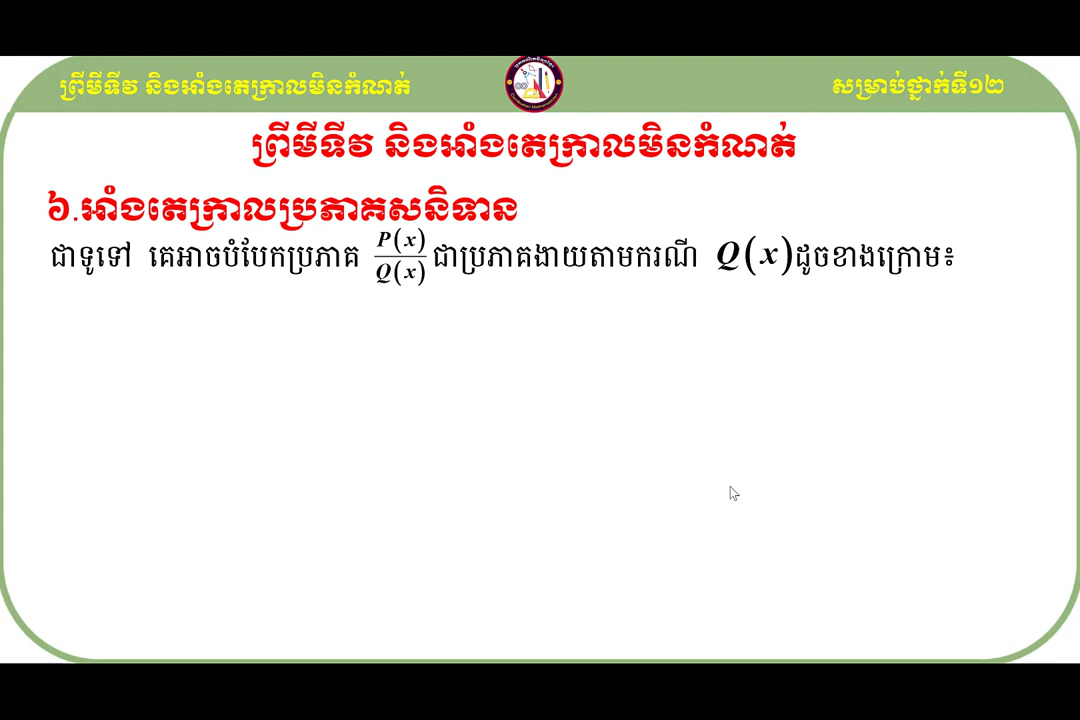 ព្រីមីទីវ និងអាំងតេក្រាលមិនកំណត់
សម្រាប់ថ្នាក់ទី១២
ព្រីមីទីវ និងអាំងតេក្រាលមិនកំណត់
៦.អាំងតេក្រាលប្រភាគសនិទាន
ជាទូទៅ គេអាចបំបែកប្រភាគ P(x)/Q(x) ជាប្រភាគងាយតាមករណី Q(x) ដូចខាងក្រោម៖